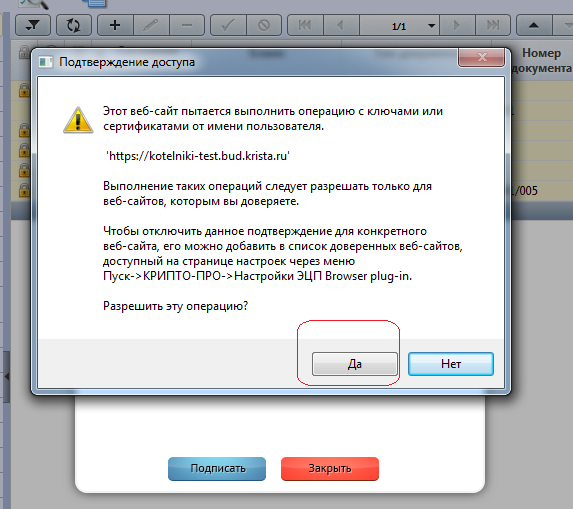 1/1
Номер
документа
Подтверждение доступа
Этот веб-сайт пытается выполнить операцию с ключами или
сертификатами от имени пользователя.
'https://kotelniki-test.bud.krista.ru'
Выполнение таких операций следует разрешать только для
веб-сайтов, которым вы доверяете.
Чтобы отключить данное подтверждение для конкретного
веб-сайта, его можно добавить в список доверенных веб-сайтов,
доступный на странице настроек через меню
Пуск->КРИПТО-ПРО->Настройки ЭЦП Browser plug-in.
Разрешить эту операцию?
/005
Да
Нет
Подписать
Закрыть